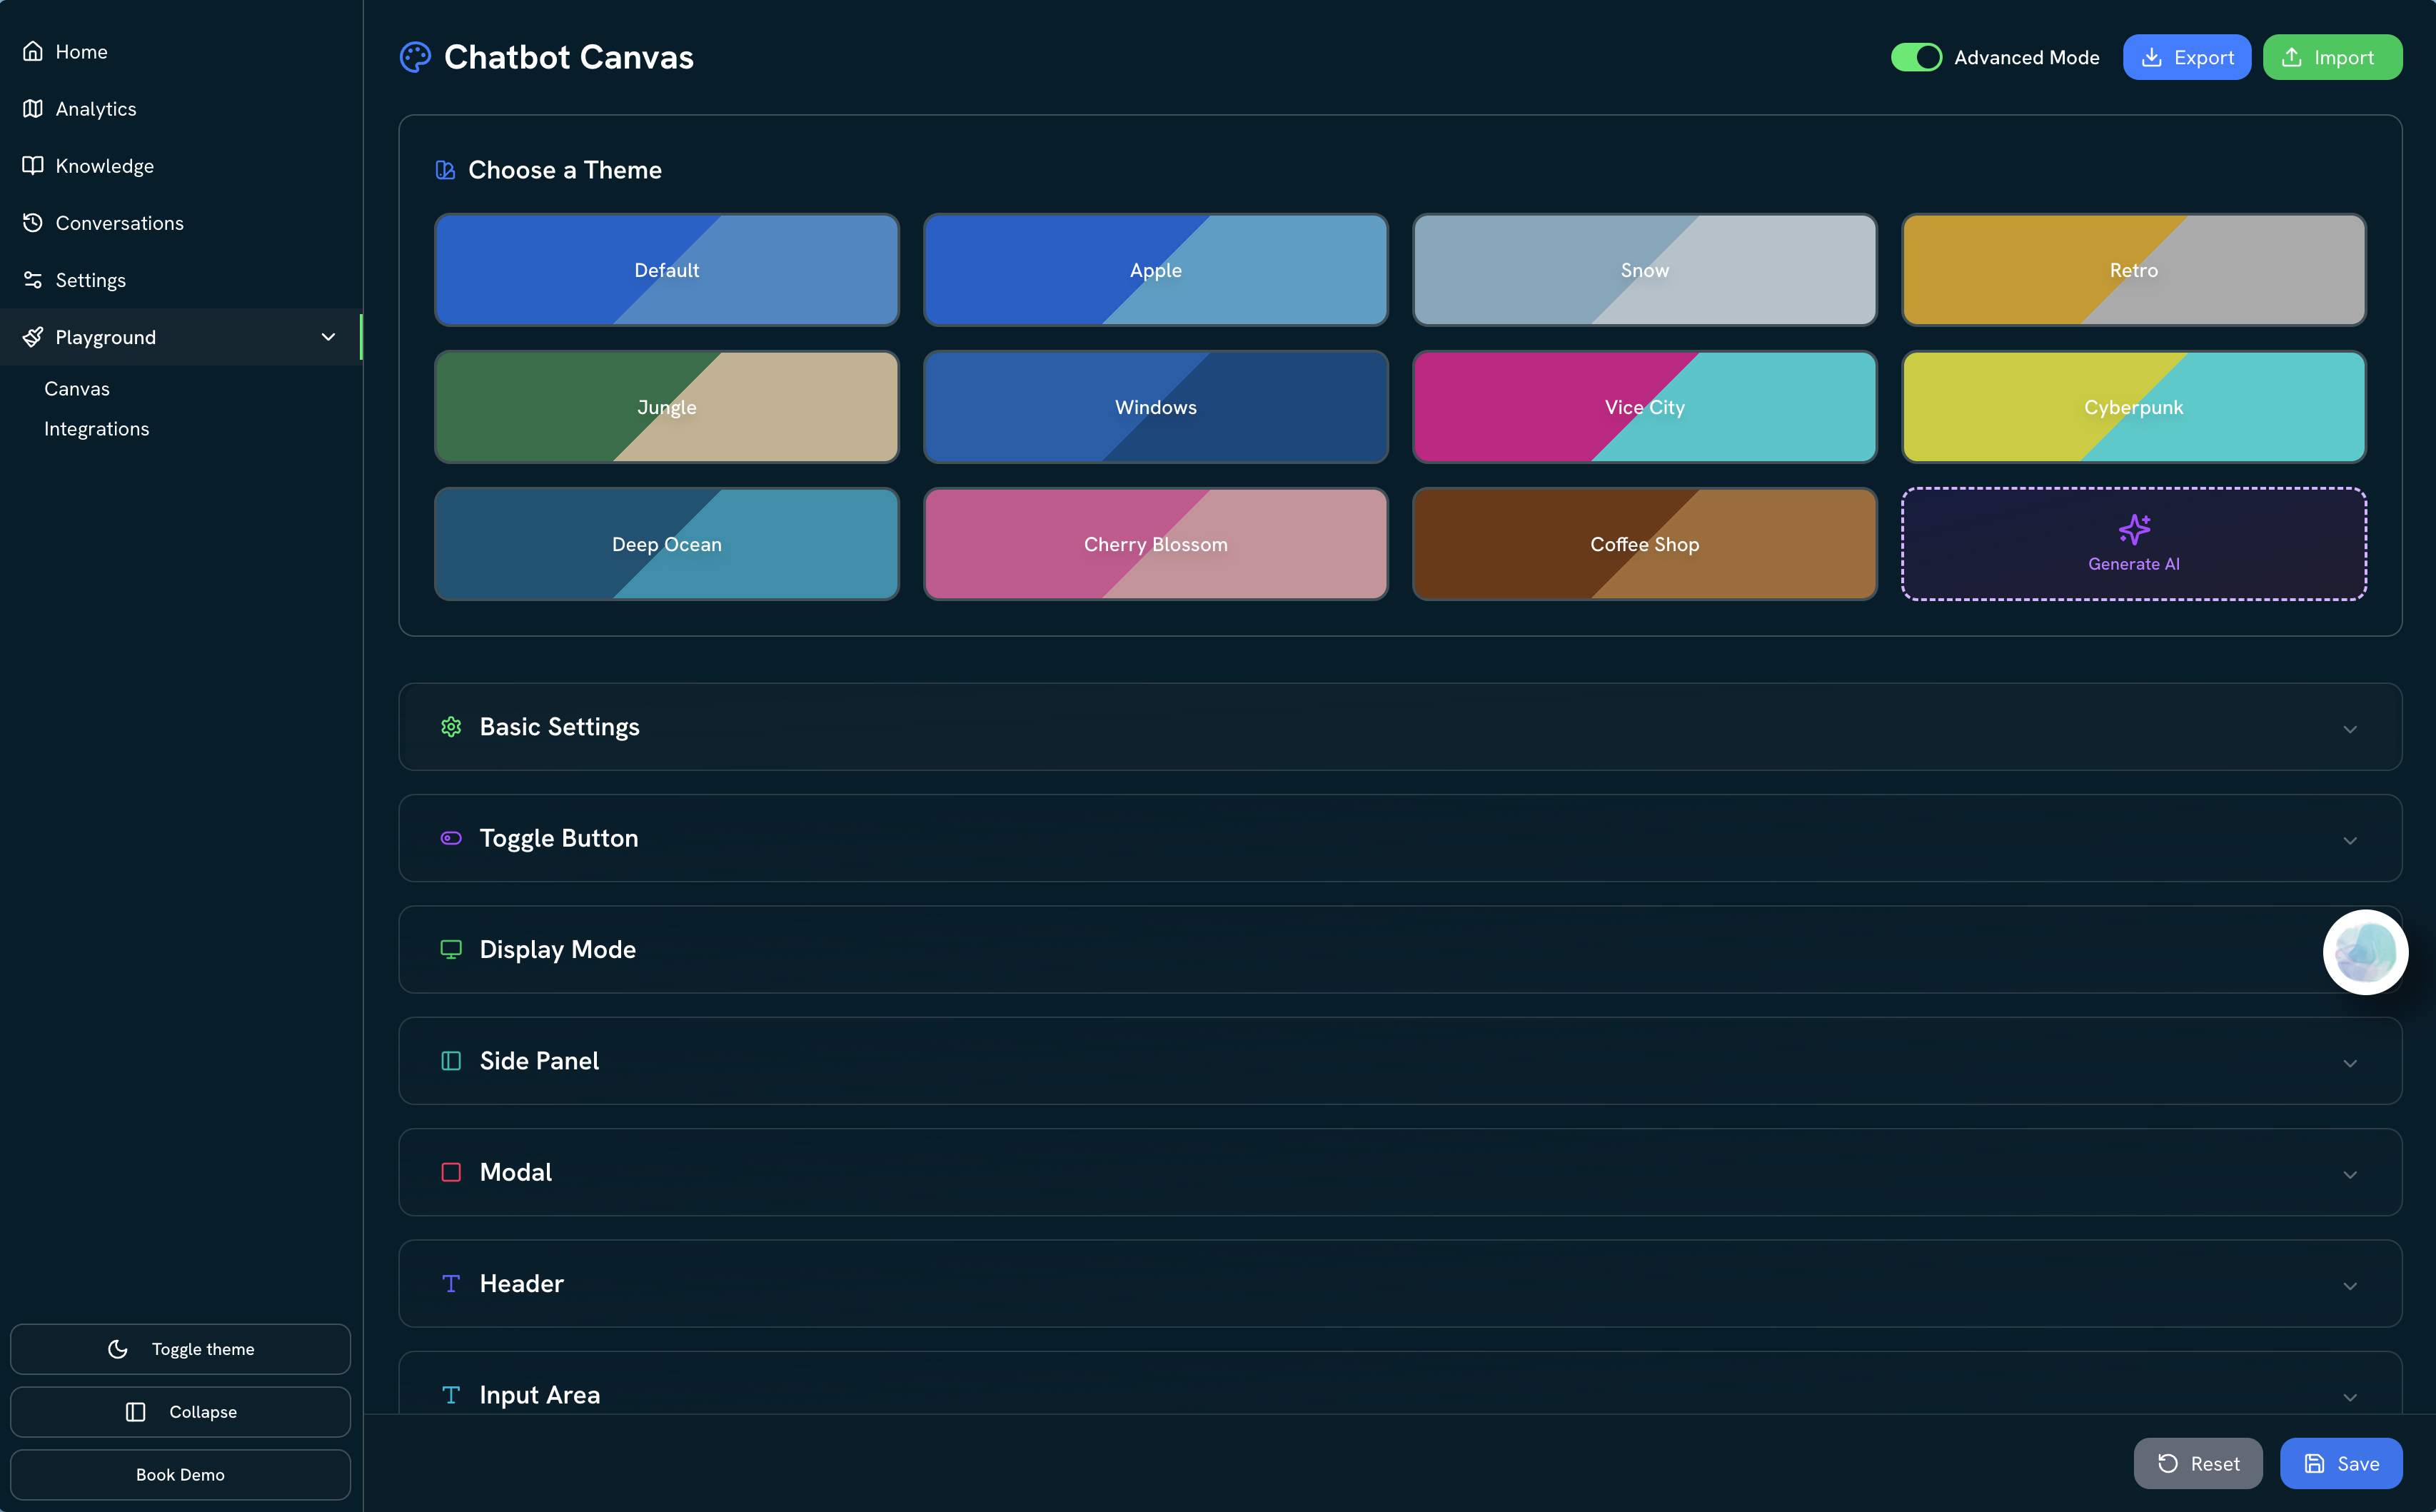 Home
Analytics
Knowledge
Conversations
Settings
Playground
Canvas
Integrations
Toggle theme
Collapse
Book Demo
Chatbot Canvas
Advanced Mode
Export
Import
Choose a Theme
Default
Apple
Snow
Retro
Jungle
Windows
Vice City
Cyberpunk
Deep Ocean
Cherry Blossom
Coffee Shop
Generate AI
Basic Settings
Toggle Button
Display Mode
Side Panel
Modal
Header
Input Area
Reset
Save